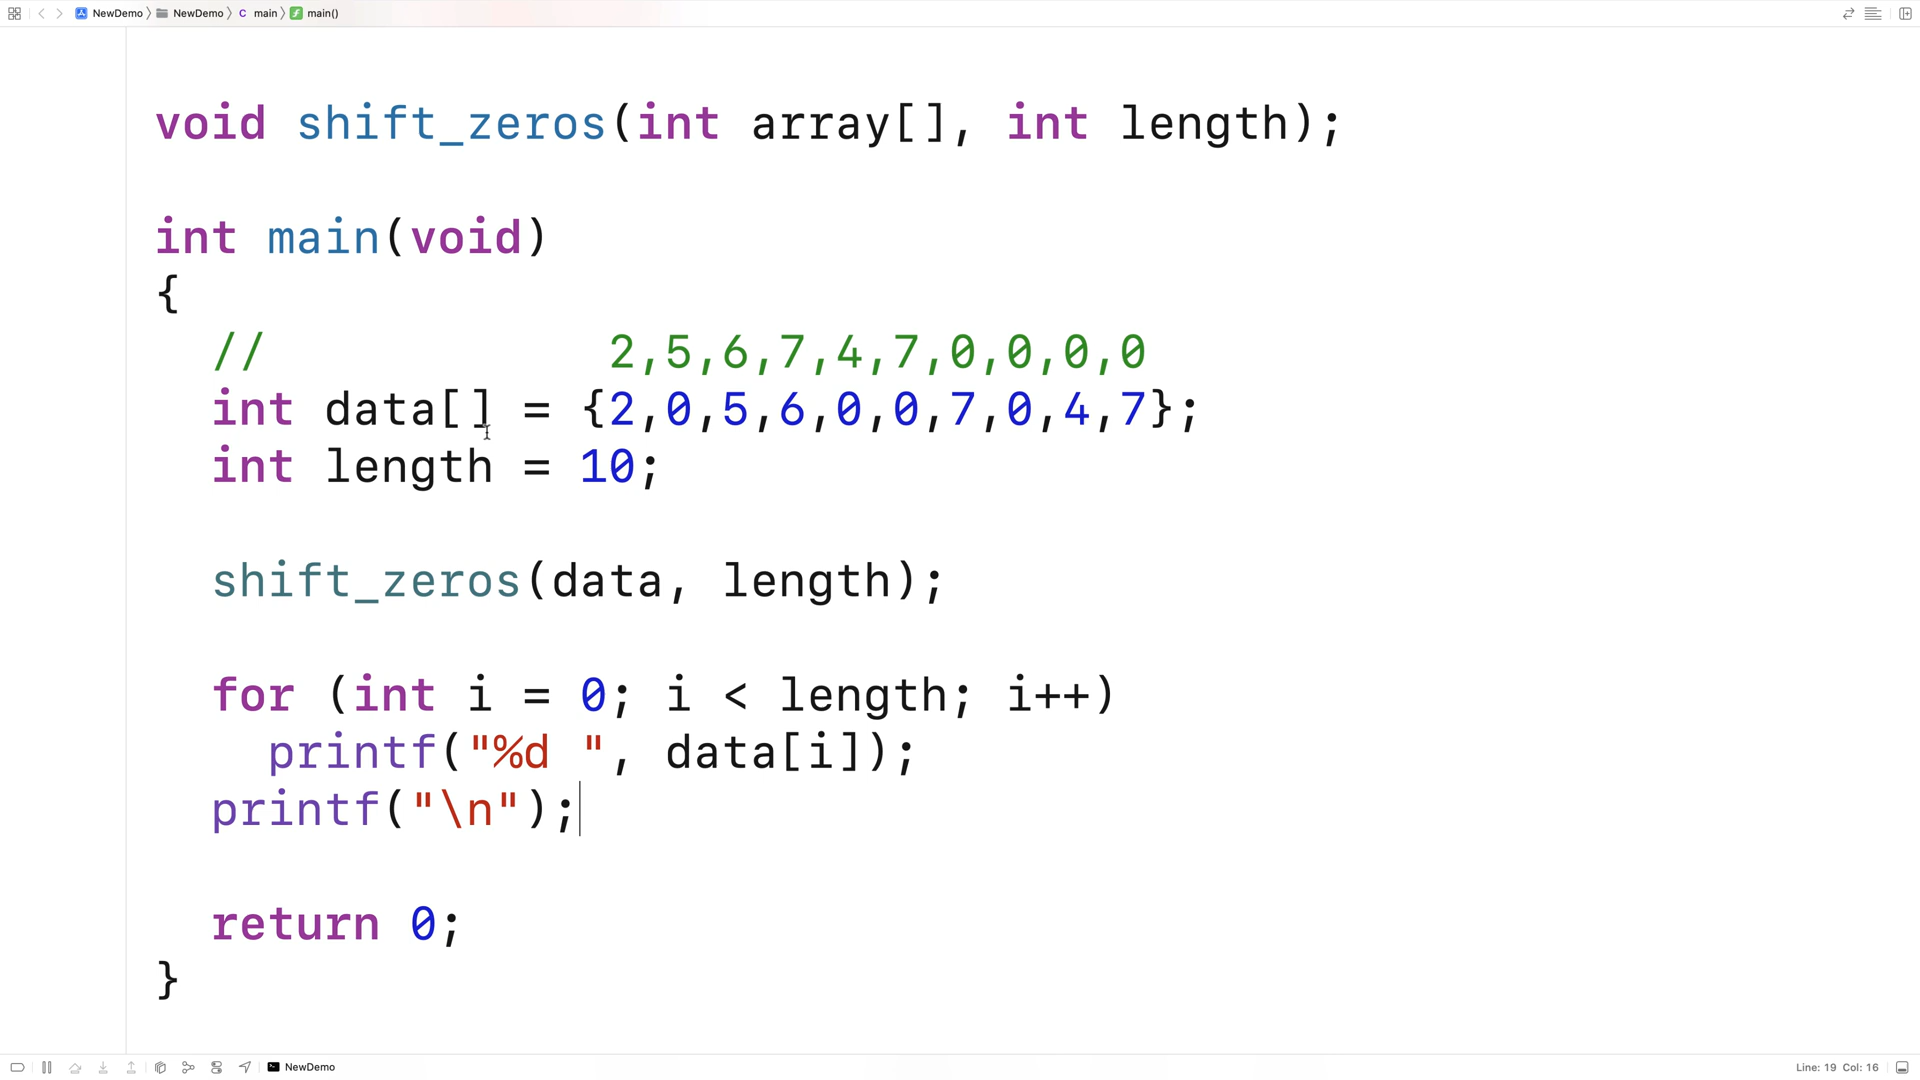 NewDemo NewDemo C main f main()
void shift_zeros(int array[], int length);
int main(void)
{
// 2,5,6,7,4,7,0,0,0,0
int data[] = {2,0,5,6,0,0,7,0,4,7};
int length = 10;
shift_zeros(data, length);
for (int i = 0; i < length; i++)
printf("%d ", data[i]);
printf("\n");
return 0;
}
NewDemo Line: 19 Col: 16